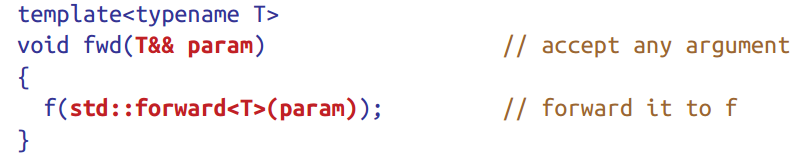 template<typename T>
void fwd(T&& param) // accept any argument
{
f(std::forward<T>(param)); // forward it to f
}